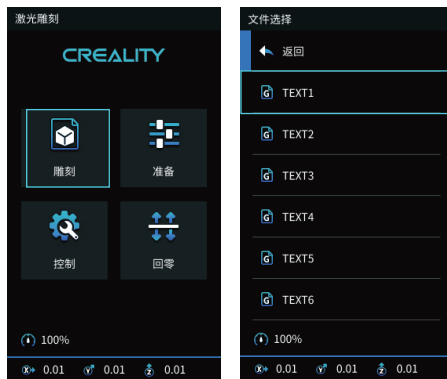 激光雕刻
CREALITY
雕刻
准备
控制
回零
100%
X 0.01 Y 0.01 Z 0.01
文件选择
返回
G TEXT1
G TEXT2
G TEXT3
G TEXT4
G TEXT5
G TEXT6
100%
X 0.01 Y 0.01 Z 0.01